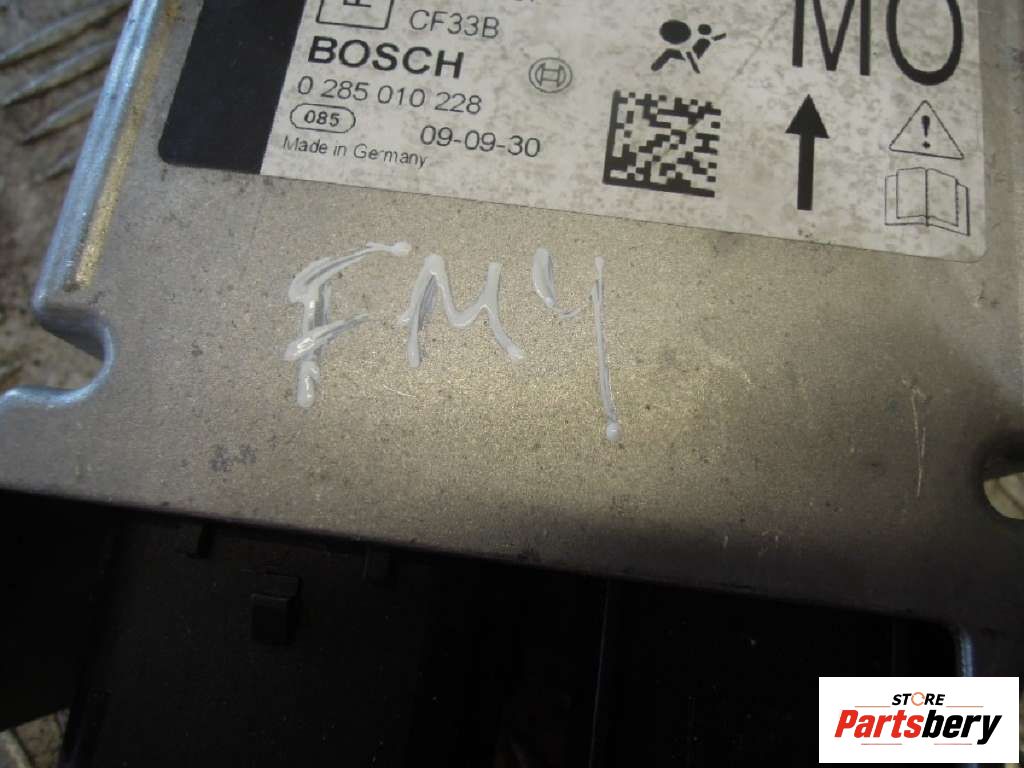 CF33B
MO
BOSCH
0 285 010 228
085
09-09-30
Made in Germany
FMY
STORE
Partsbery